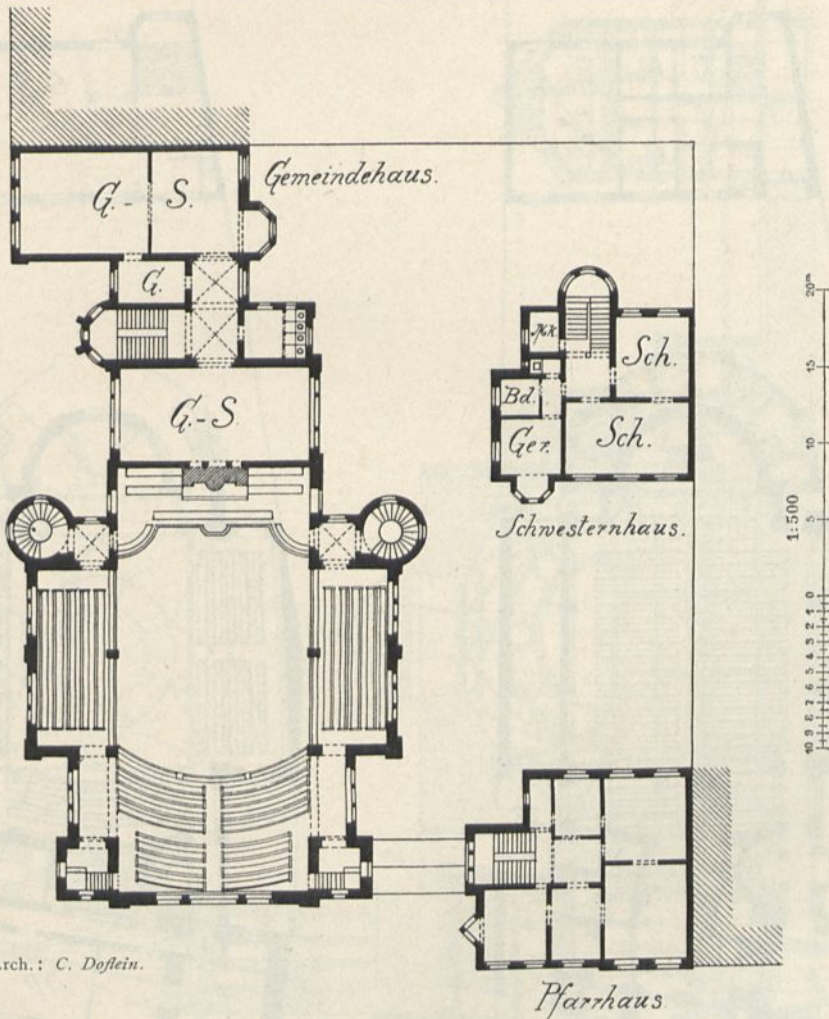 Gemeindehaus.
G.- S.
G.
G.-S.
Sch.
Bd.
Ger.
Sch.
Schwesternhaus.
20m
15
10
5
0
1
2
3
4
5
6
7
8
9
10
1:500
rch.: C. Doflein.
Pfarrhaus